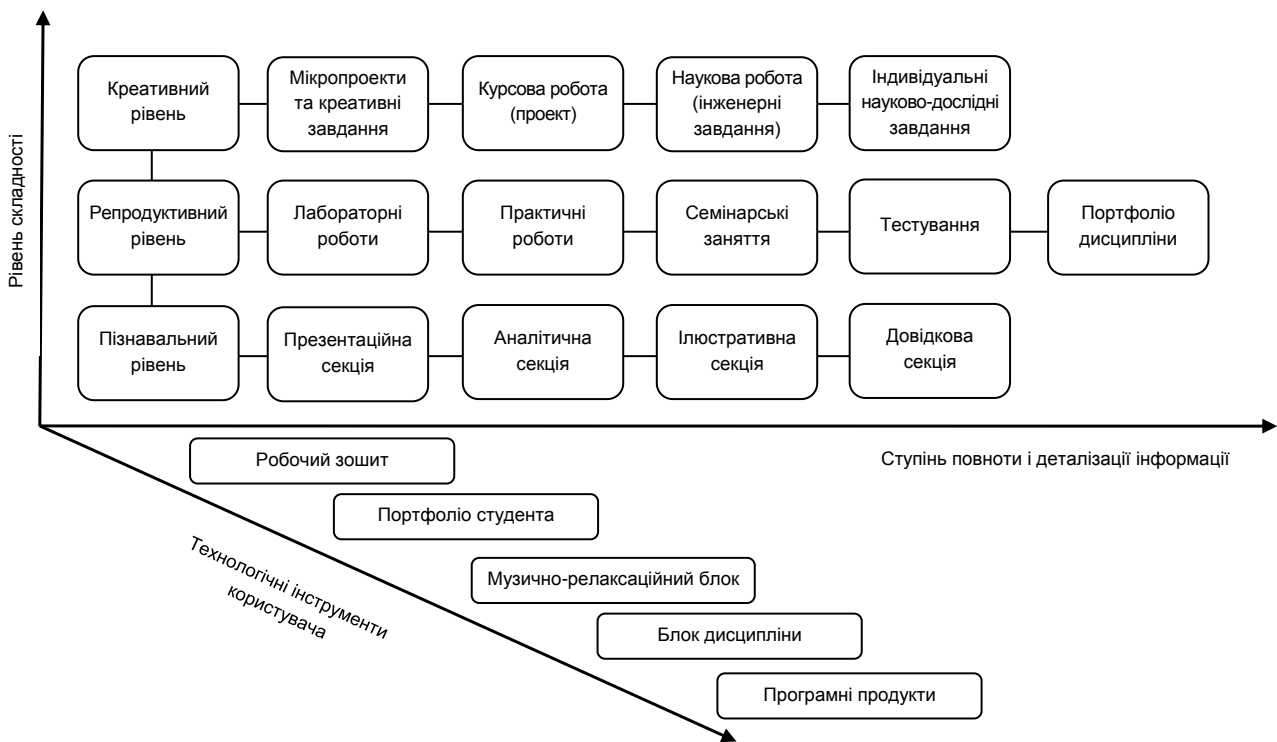 Рівень складності
Креативний
рівень
Мікропроекти
та креативні
завдання
Курсова робота
(проект)
Наукова робота
(інженерні
завдання)
Індивідуальні
науково-дослідні
завдання
Репродуктивний
рівень
Лабораторні
роботи
Практичні
роботи
Семінарські
заняття
Тестування
Портфоліо
дисципліни
Пізнавальний
рівень
Презентаційна
секція
Аналітична
секція
Ілюстративна
секція
Довідкова
секція
Ступінь повноти і деталізації інформації
Робочий зошит
Портфоліо студента
Музично-релаксаційний блок
Блок дисципліни
Програмні продукти
Технологічні інструменти
користувача